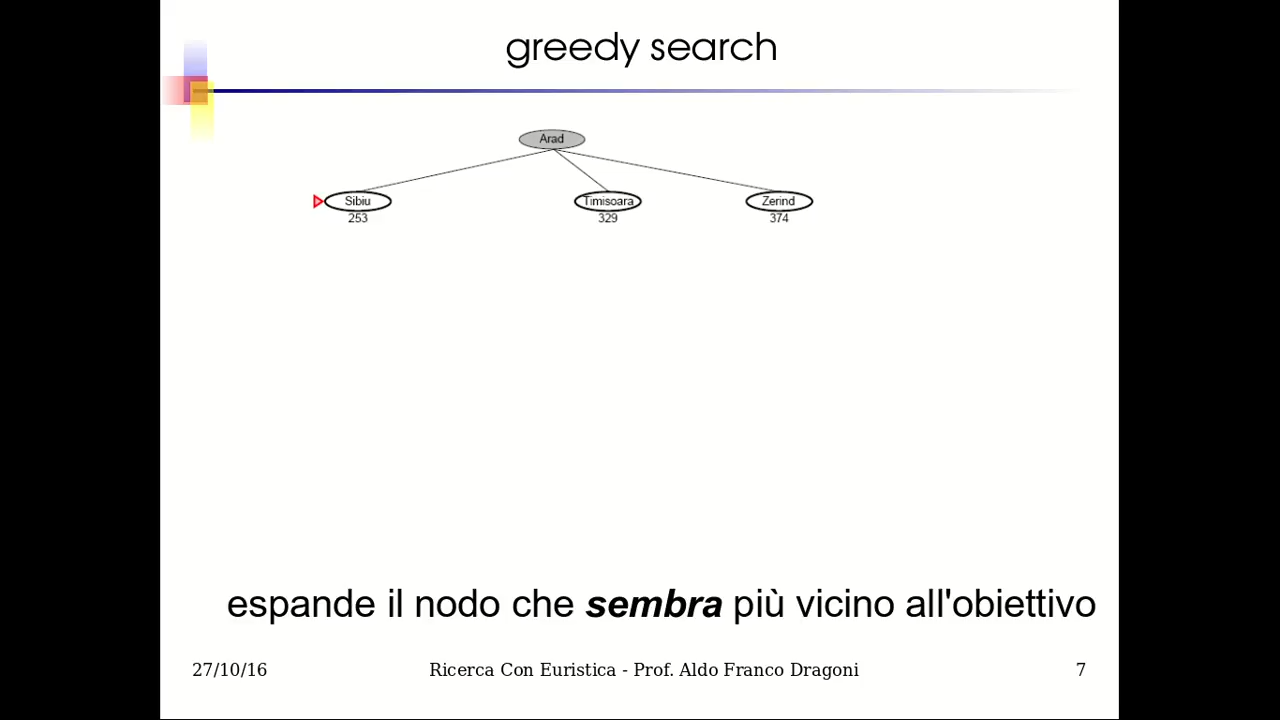 greedy search
Arad
Sibiu Timisoara Zerind
253 329 374
espande il nodo che sembra più vicino all'obiettivo
27/10/16 Ricerca Con Euristica - Prof. Aldo Franco Dragoni 7